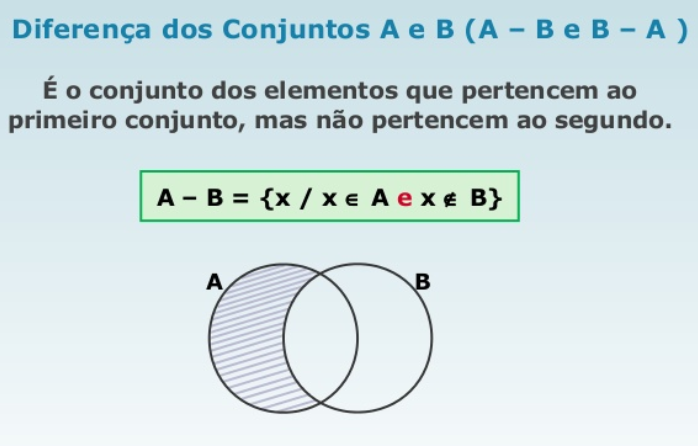 Diferença dos Conjuntos A e B (A – B e B – A )
É o conjunto dos elementos que pertencem ao
primeiro conjunto, mas não pertencem ao segundo.
A – B = {x / x ∈ A e x ∉ B}
A B